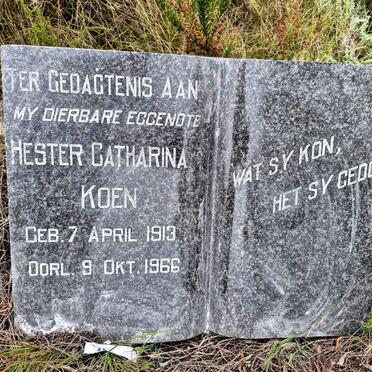 TER GEDAGTENIS AAN
MY DIERBARE EGGENOTE
HESTER CATHARINA
KOEN
GEB. 7 APRIL 1913
OORL. 9 OKT. 1966
WAT SY KON,
HET SY GEDO